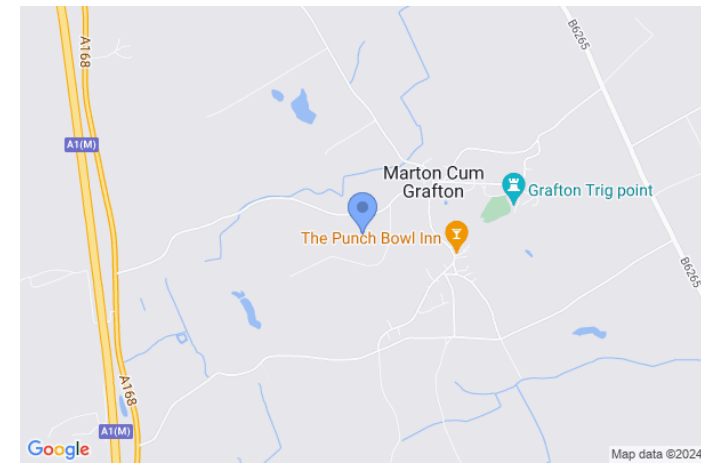 A168
B6265
A1(M)
Marton Cum
Grafton
Grafton Trig point
The Punch Bowl Inn
B6265
A168
A1(M)
Google
Map data ©2024